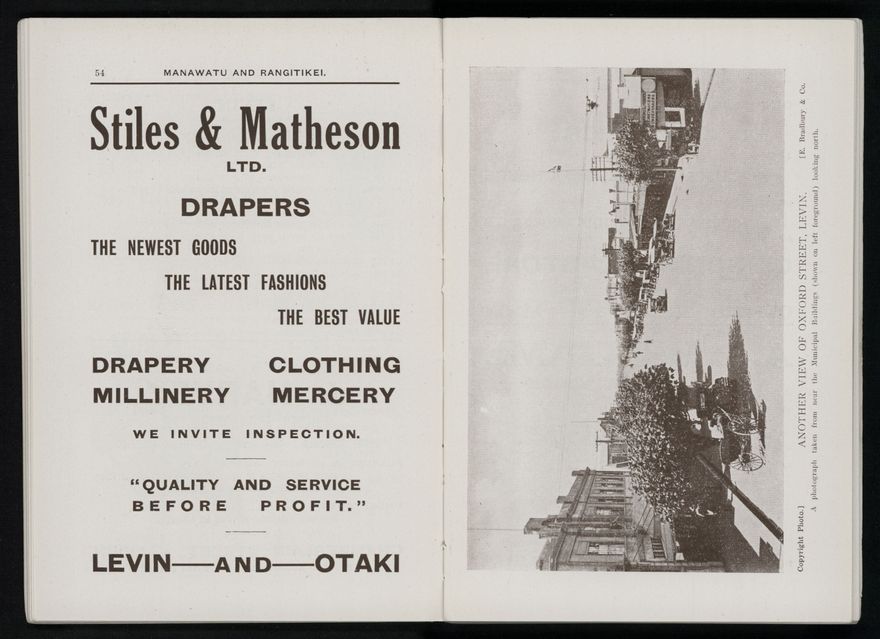 54 MANAWATU AND RANGITIKEI.
Stiles & Matheson
LTD.
DRAPERS
THE NEWEST GOODS
THE LATEST FASHIONS
THE BEST VALUE
DRAPERY CLOTHING
MILLINERY MERCERY
WE INVITE INSPECTION.
"QUALITY AND SERVICE
BEFORE PROFIT."
LEVIN—AND—OTAKI
Copyright Photo.] ANOTHER VIEW OF OXFORD STREET, LEVIN. [E. Bradbury & Co.
A photograph taken from near the Municipal Buildings (shown on left foreground) looking north.